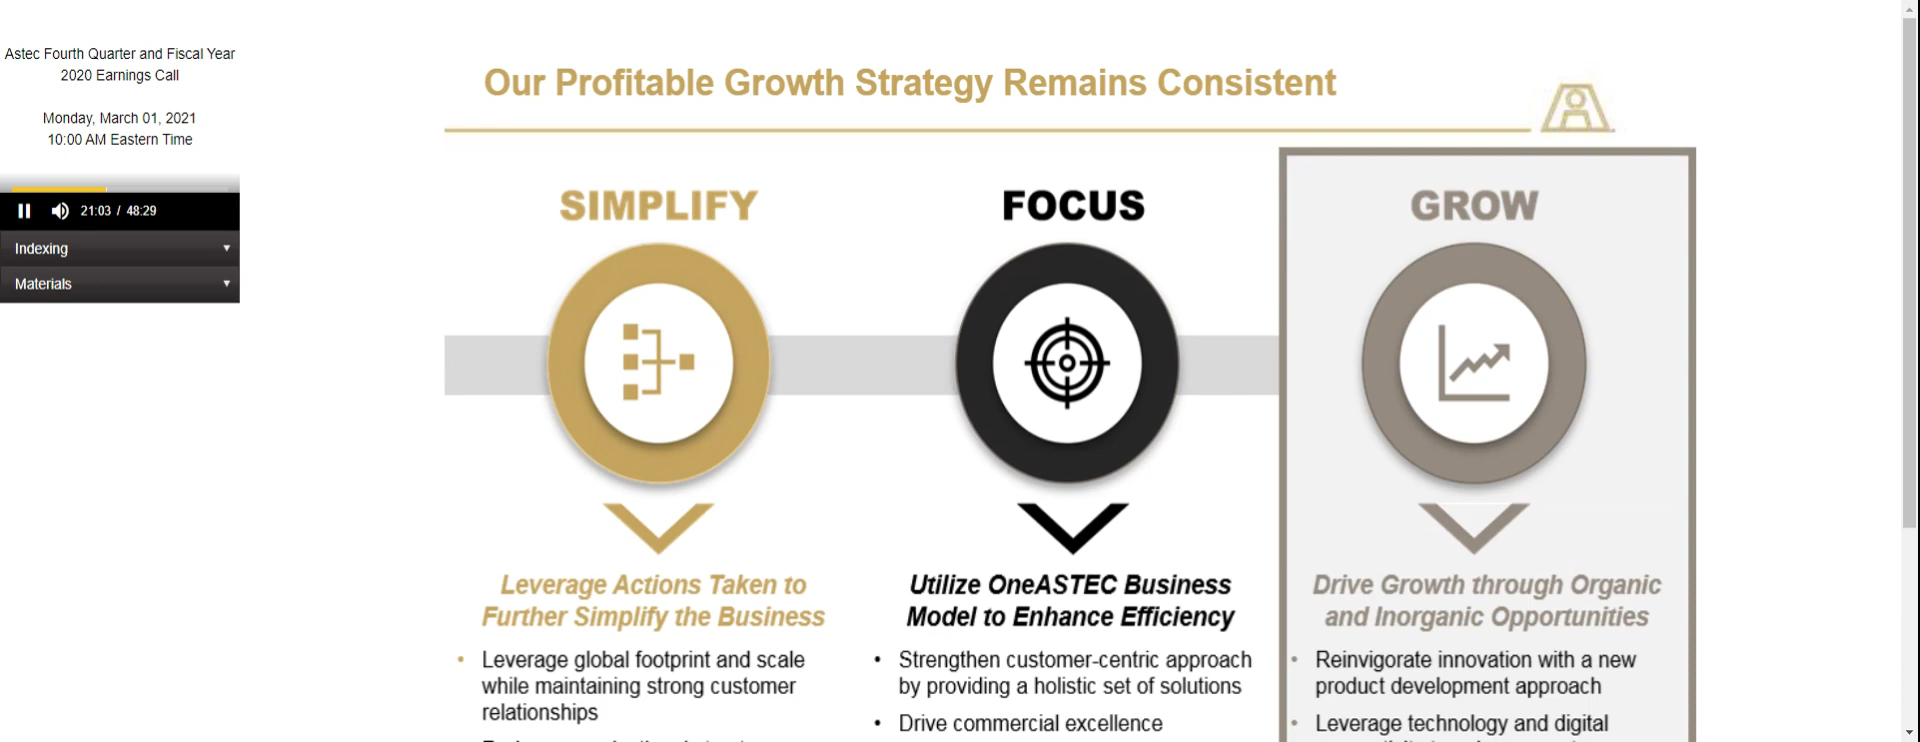 Astec Fourth Quarter and Fiscal Year
2020 Earnings Call
Monday, March 01, 2021
10:00 AM Eastern Time
21:03 / 48:29
Indexing
Materials
Our Profitable Growth Strategy Remains Consistent
SIMPLIFY
Leverage Actions Taken to
Further Simplify the Business
• Leverage global footprint and scale
while maintaining strong customer
relationships
FOCUS
Utilize OneASTEC Business
Model to Enhance Efficiency
• Strengthen customer-centric approach
by providing a holistic set of solutions
• Drive commercial excellence
GROW
Drive Growth through Organic
and Inorganic Opportunities
• Reinvigorate innovation with a new
product development approach
• Leverage technology and digital